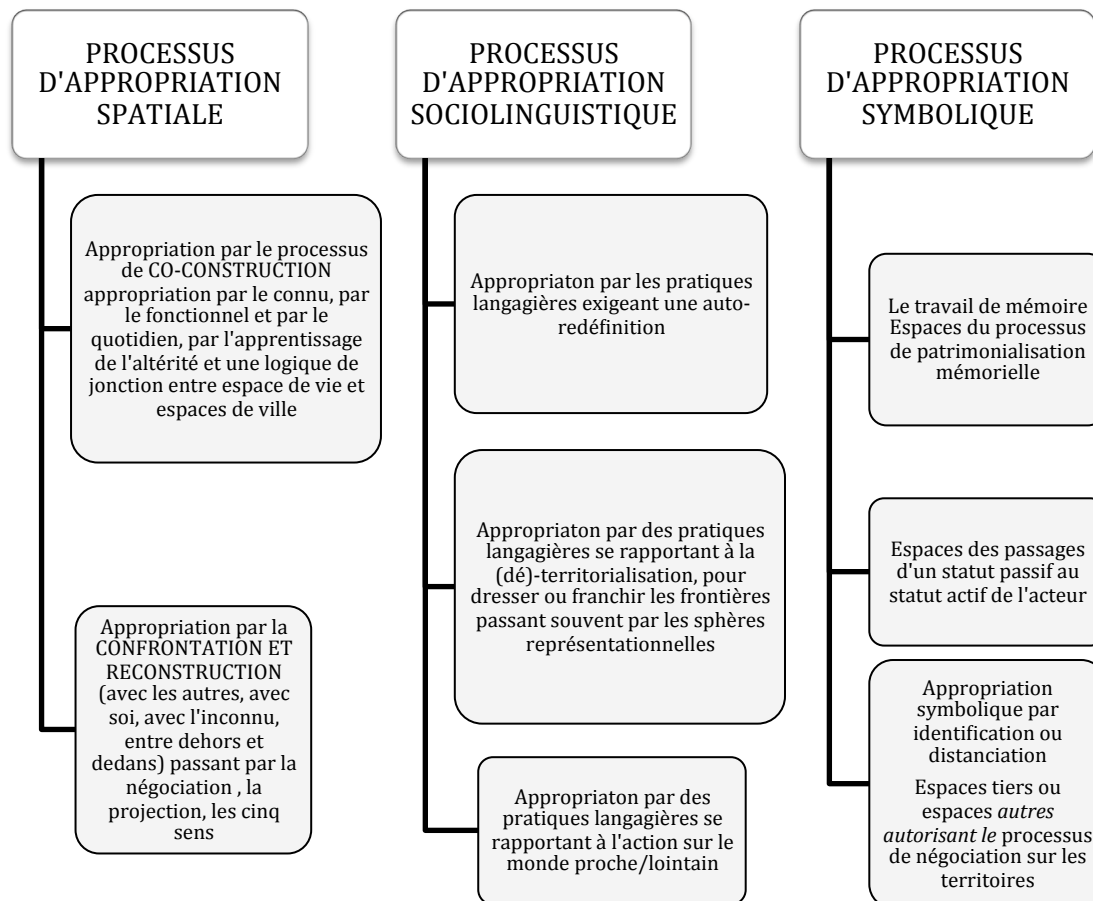 PROCESSUS
D'APPROPRIATION
SPATIALE
Appropriation par le processus
de CO-CONSTRUCTION
appropriation par le connu, par
le fonctionnel et par le
quotidien, par l'apprentissage
de l'altérité et une logique de
jonction entre espace de vie et
espaces de ville
Appropriation par la
CONFRONTATION ET
RECONSTRUCTION
(avec les autres, avec
soi, avec l'inconnu,
entre dehors et
dedans) passant par la
négociation , la
projection, les cinq
sens
PROCESSUS
D'APPROPRIATION
SOCIOLINGUISTIQUE
Appropriaton par les pratiques
langagières exigeant une auto-
redéfinition
Appropriaton par des pratiques
langagières se rapportant à la
(dé)-territorialisation, pour
dresser ou franchir les frontières
passant souvent par les sphères
représentationnelles
Appropriaton par des
pratiques langagières se
rapportant à l'action sur le
monde proche/lointain
PROCESSUS
D'APPROPRIATION
SYMBOLIQUE
Le travail de mémoire
Espaces du processus
de patrimonialisation
mémorielle
Espaces des passages
d'un statut passif au
statut actif de l'acteur
Appropriation
symbolique par
identification ou
distanciation
Espaces tiers ou
espaces autres
autorisant le processus
de négociation sur les
territoires